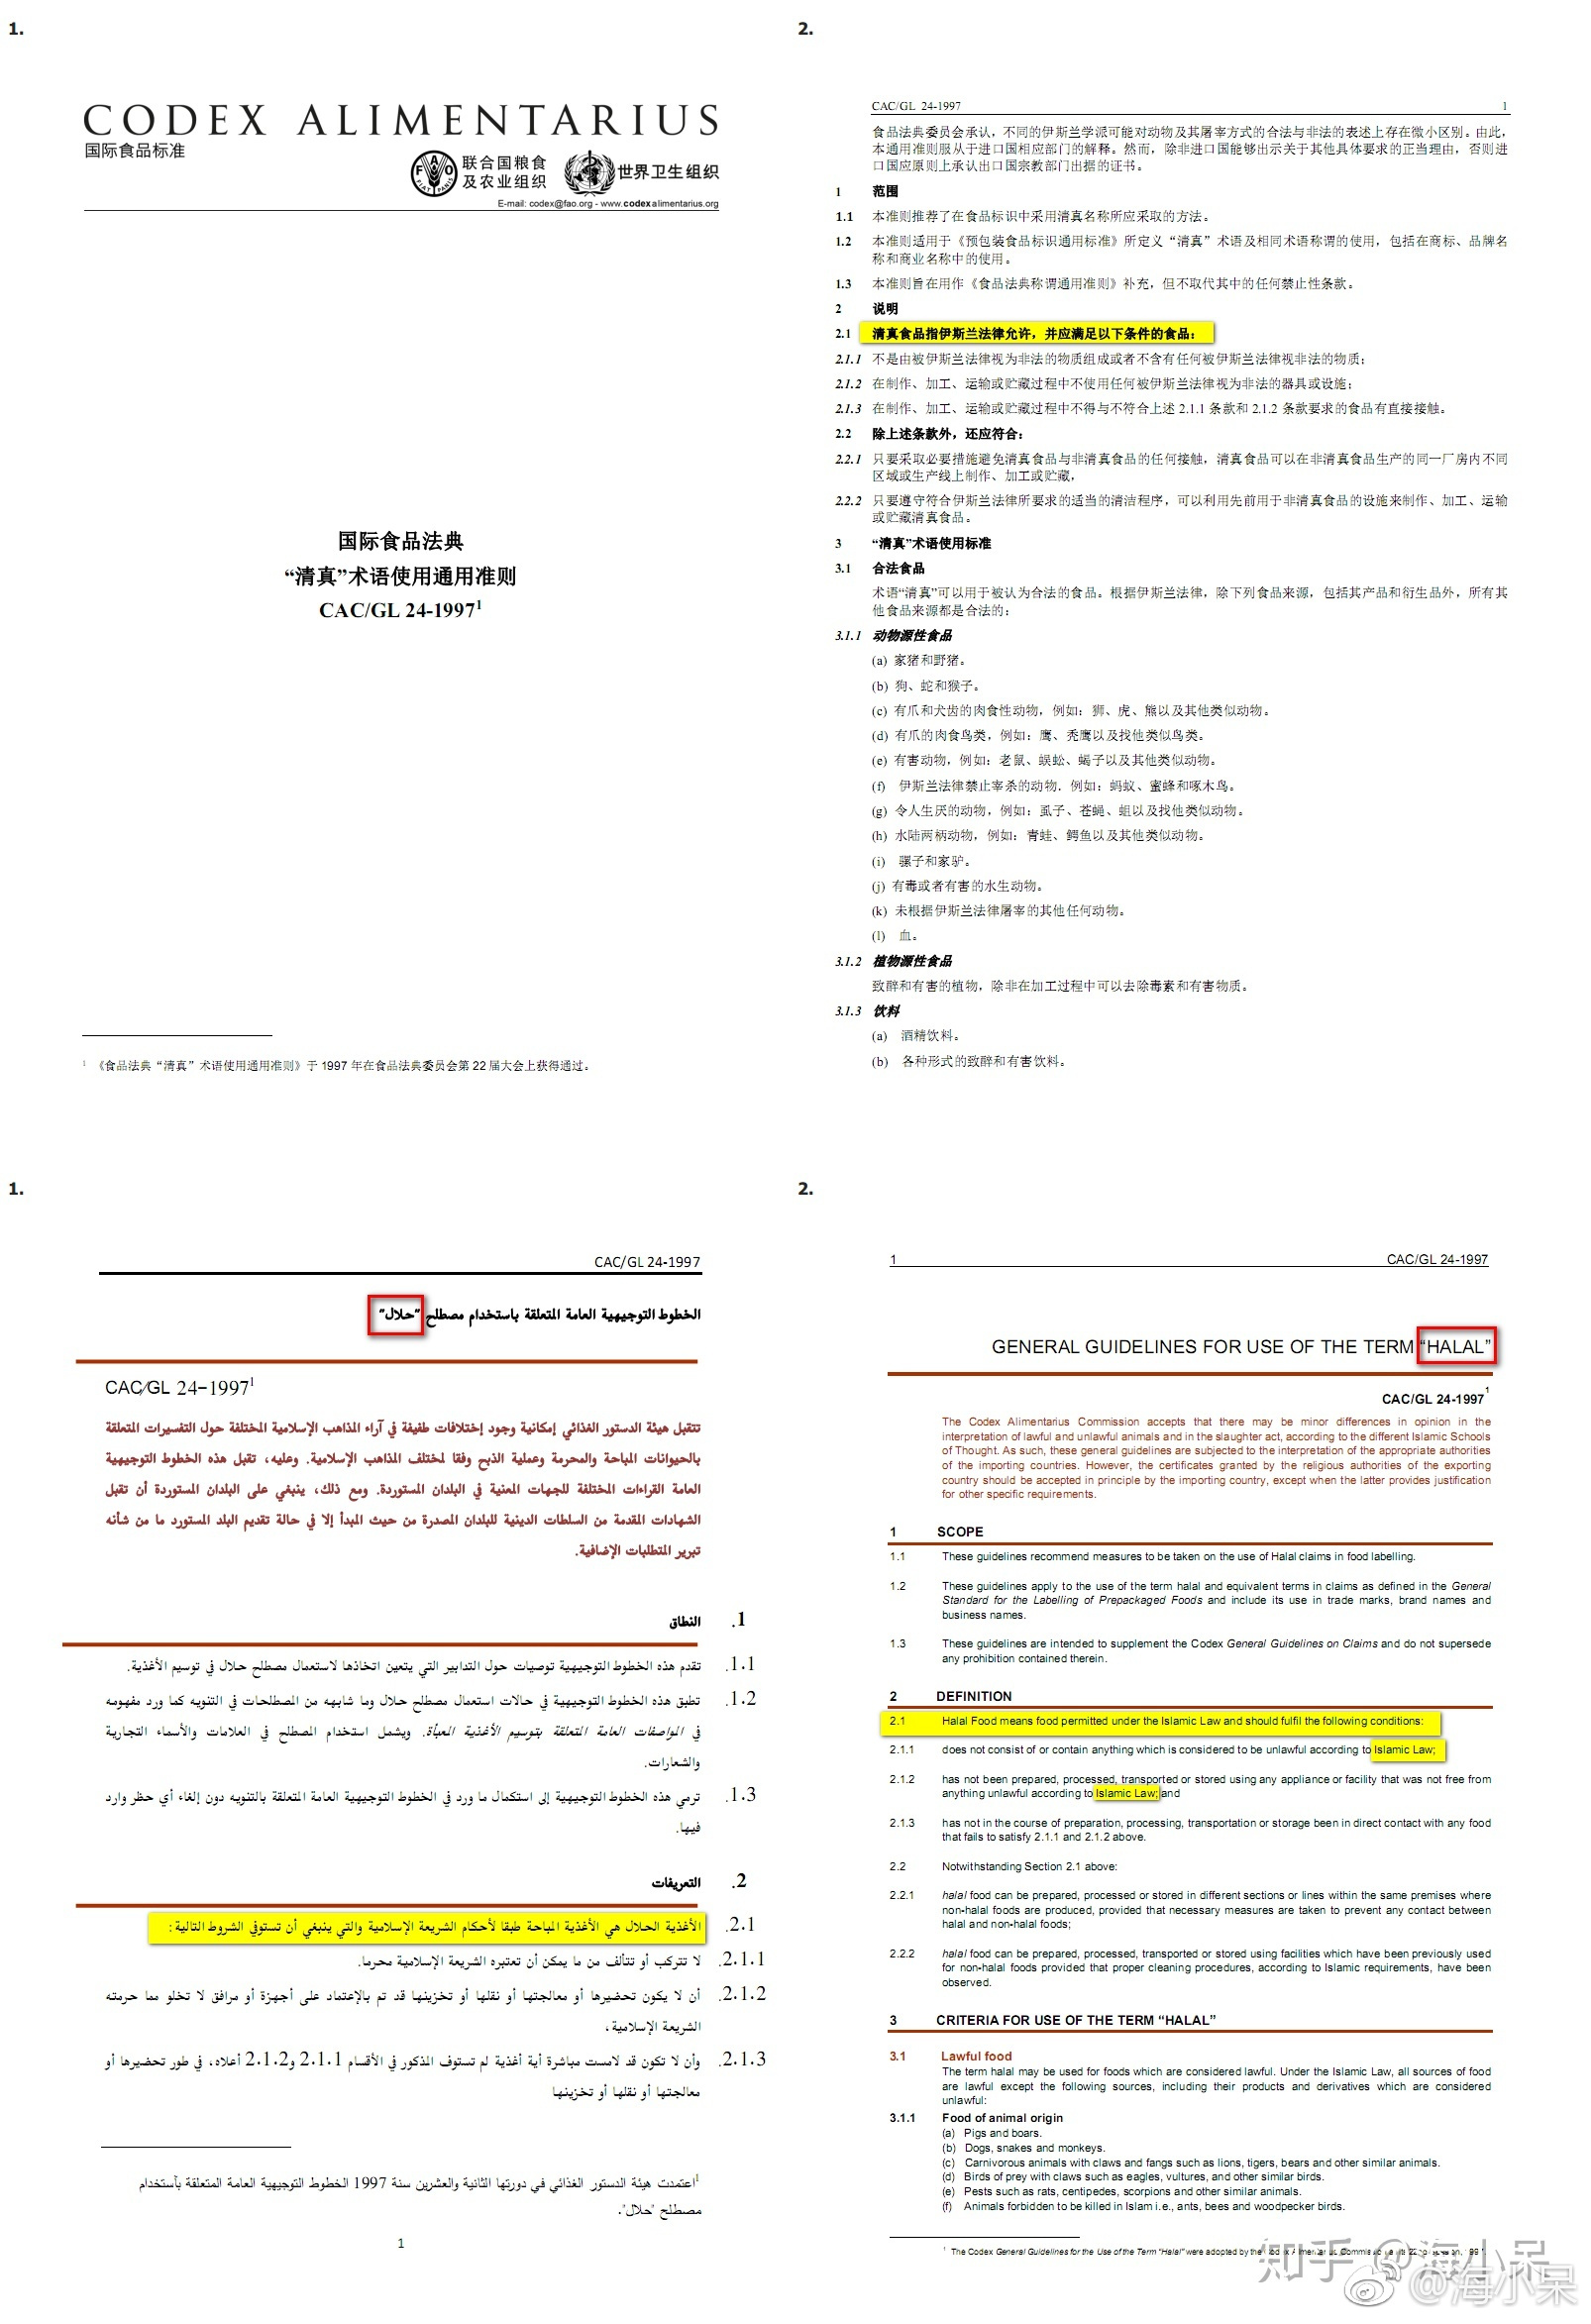 1.
CODEX ALIMENTARIUS
国际食品标准
联合国粮食
及农业组织
世界卫生组织
E-mail: codex@fao.org - www.codexalimentarius.org
国际食品法典
“清真”术语使用通用准则
CAC/GL 24-1997¹
¹ 《食品法典“清真”术语使用通用准则》于 1997 年在食品法典委员会第 22 届大会上获得通过。
2.
CAC/GL 24-1997 1
食品法典委员会承认，不同的伊斯兰学派可能对动物及其屠宰方式的合法与非法的表述上存在微小区别。由此，
本通用准则服从于进口国相应部门的解释。然而，除非进口国能够出示关于其他具体要求的正当理由，否则进
口国应原则上承认出口国宗教部门出据的证书。
1 范围
1.1 本准则推荐了在食品标识中采用清真名称所应采取的方法。
1.2 本准则适用于《预包装食品标识通用标准》所定义“清真”术语及相同术语称谓的使用，包括在商标、品牌名
称和商业名称中的使用。
1.3 本准则旨在用作《食品法典称谓通用准则》补充，但不取代其中的任何禁止性条款。
2 说明
2.1 清真食品指伊斯兰法律允许，并应满足以下条件的食品：
2.1.1 不是由被伊斯兰法律视为非法的物质组成或者不含有任何被伊斯兰法律视非法的物质；
2.1.2 在制作、加工、运输或贮藏过程中不使用任何被伊斯兰法律视为非法的器具或设施；
2.1.3 在制作、加工、运输或贮藏过程中不得与不符合上述 2.1.1 条款和 2.1.2 条款要求的食品有直接接触。
2.2 除上述条款外，还应符合：
2.2.1 只要采取必要措施避免清真食品与非清真食品的任何接触，清真食品可以在非清真食品生产的同一厂房内不同
区域或生产线上制作、加工或贮藏，
2.2.2 只要遵守符合伊斯兰法律所要求的适当的清洁程序，可以利用先前用于非清真食品的设施来制作、加工、运输
或贮藏清真食品。
3 “清真”术语使用标准
3.1 合法食品
术语“清真”可以用于被认为合法的食品。根据伊斯兰法律，除下列食品来源，包括其产品和衍生品外，所有其
他食品来源都是合法的：
3.1.1 动物源性食品
(a) 家猪和野猪。
(b) 狗、蛇和猴子。
(c) 有爪和犬齿的肉食性动物，例如：狮、虎、熊以及其他类似动物。
(d) 有爪的肉食鸟类，例如：鹰、秃鹰以及找他类似鸟类。
(e) 有害动物，例如：老鼠、蜈蚣、蝎子以及其他类似动物。
(f) 伊斯兰法律禁止宰杀的动物，例如：蚂蚁、蜜蜂和啄木鸟。
(g) 令人生厌的动物，例如：虱子、苍蝇、蛆以及找他类似动物。
(h) 水陆两柄动物，例如：青蛙、鳄鱼以及其他类似动物。
(i) 骡子和家驴。
(j) 有毒或者有害的水生动物。
(k) 未根据伊斯兰法律屠宰的其他任何动物。
(l) 血。
3.1.2 植物源性食品
致醉和有害的植物，除非在加工过程中可以去除毒素和有害物质。
3.1.3 饮料
(a) 酒精饮料。
(b) 各种形式的致醉和有害饮料。
1.
CAC/GL 24-1997
الخطوط التوجيهية العامة المتعلقة باستخدام مصطلح "حلال"
CAC/GL 24-1997¹
تتقبل هيئة الدستور الغذائي إمكانية وجود إختلافات طفيفة في آراء المذاهب الإسلامية المختلفة حول التفسيرات المتعلقة
بالحيوانات المباحة والمحرمة وعملية الذبح وفقا لمختلف المذاهب الإسلامية. وعليه، تقبل هذه الخطوط التوجيهية
العامة القراءات المختلفة للجهات المعنية في البلدان المستوردة. ومع ذلك، ينبغي على البلدان المستوردة أن تقبل
الشهادات المقدمة من السلطات الدينية للبلدان المصدرة من حيث المبدأ إلا في حالة تقديم البلد المستورد ما من شأنه
تبرير المتطلبات الإضافية.
1. النطاق
1.1. تقدم هذه الخطوط التوجيهية توصيات حول التدابير التي يتعين اتخاذها لاستعمال مصطلح حلال في توسيم الأغذية.
1.2 تطبق هذه الخطوط التوجيهية في حالات استعمال مصطلح حلال وما شابهه من المصطلحات في التنويه كما ورد مفهومه
في المواصفات العامة المتعلقة بتوسيم الأغذية المعبأة. ويشمل استخدام المصطلح في العلامات والأسماء التجارية
والشعارات.
1.3. ترمي هذه الخطوط التوجيهية إلى استكمال ما ورد في الخطوط التوجيهية العامة المتعلقة بالتنويه دون إلغاء أي حظر وارد
فيها.
2. التعريفات
2.1. الأغذية الحلال هي الأغذية المباحة طبقا لأحكام الشريعة الإسلامية والتي ينبغي أن تستوفي الشروط التالية:
2.1.1. لا تتركب أو تتألف من ما يمكن أن تعتبره الشريعة الإسلامية محرما.
2.1.2. أن لا يكون تحضيرها أو معالجتها أو نقلها أو تخزينها قد تم بالإعتماد على أجهزة أو مرافق لا تخلو مما حرمته
الشريعة الإسلامية،
2.1.3. وأن لا تكون قد لامست مباشرة أية أغذية لم تستوف المذكور في الأقسام 2.1.1 و2.1.2 أعلاه، في طور تحضيرها أو
معالجتها أو نقلها أو تخزينها
¹اعتمدت هيئة الدستور الغذائي في دورتها الثانية والعشرين سنة 1997 الخطوط التوجيهية العامة المتعلقة بآستخدام
مصطلح "حلال".
1
2.
1 CAC/GL 24-1997
GENERAL GUIDELINES FOR USE OF THE TERM “HALAL”
CAC/GL 24-1997¹
The Codex Alimentarius Commission accepts that there may be minor differences in opinion in the
interpretation of lawful and unlawful animals and in the slaughter act, according to the different Islamic Schools
of Thought. As such, these general guidelines are subjected to the interpretation of the appropriate authorities
of the importing countries. However, the certificates granted by the religious authorities of the exporting
country should be accepted in principle by the importing country, except when the latter provides justification
for other specific requirements.
1 SCOPE
1.1 These guidelines recommend measures to be taken on the use of Halal claims in food labelling.
1.2 These guidelines apply to the use of the term halal and equivalent terms in claims as defined in the General
Standard for the Labelling of Prepackaged Foods and include its use in trade marks, brand names and
business names.
1.3 These guidelines are intended to supplement the Codex General Guidelines on Claims and do not supersede
any prohibition contained therein.
2 DEFINITION
2.1 Halal Food means food permitted under the Islamic Law and should fulfil the following conditions:
2.1.1 does not consist of or contain anything which is considered to be unlawful according to Islamic Law;
2.1.2 has not been prepared, processed, transported or stored using any appliance or facility that was not free from
anything unlawful according to Islamic Law; and
2.1.3 has not in the course of preparation, processing, transportation or storage been in direct contact with any food
that fails to satisfy 2.1.1 and 2.1.2 above.
2.2 Notwithstanding Section 2.1 above:
2.2.1 halal food can be prepared, processed or stored in different sections or lines within the same premises where
non-halal foods are produced, provided that necessary measures are taken to prevent any contact between
halal and non-halal foods;
2.2.2 halal food can be prepared, processed, transported or stored using facilities which have been previously used
for non-halal foods provided that proper cleaning procedures, according to Islamic requirements, have been
observed.
3 CRITERIA FOR USE OF THE TERM “HALAL”
3.1 Lawful food
The term halal may be used for foods which are considered lawful. Under the Islamic Law, all sources of food
are lawful except the following sources, including their products and derivatives which are considered
unlawful:
3.1.1 Food of animal origin
(a) Pigs and boars.
(b) Dogs, snakes and monkeys.
(c) Carnivorous animals with claws and fangs such as lions, tigers, bears and other similar animals.
(d) Birds of prey with claws such as eagles, vultures, and other similar birds.
(e) Pests such as rats, centipedes, scorpions and other similar animals.
(f) Animals forbidden to be killed in Islam i.e., ants, bees and woodpecker birds.
¹ The Codex General Guidelines for the Use of the Term "Halal" were adopted by the Codex Alimentarius
知乎 @海小呆
@海小呆